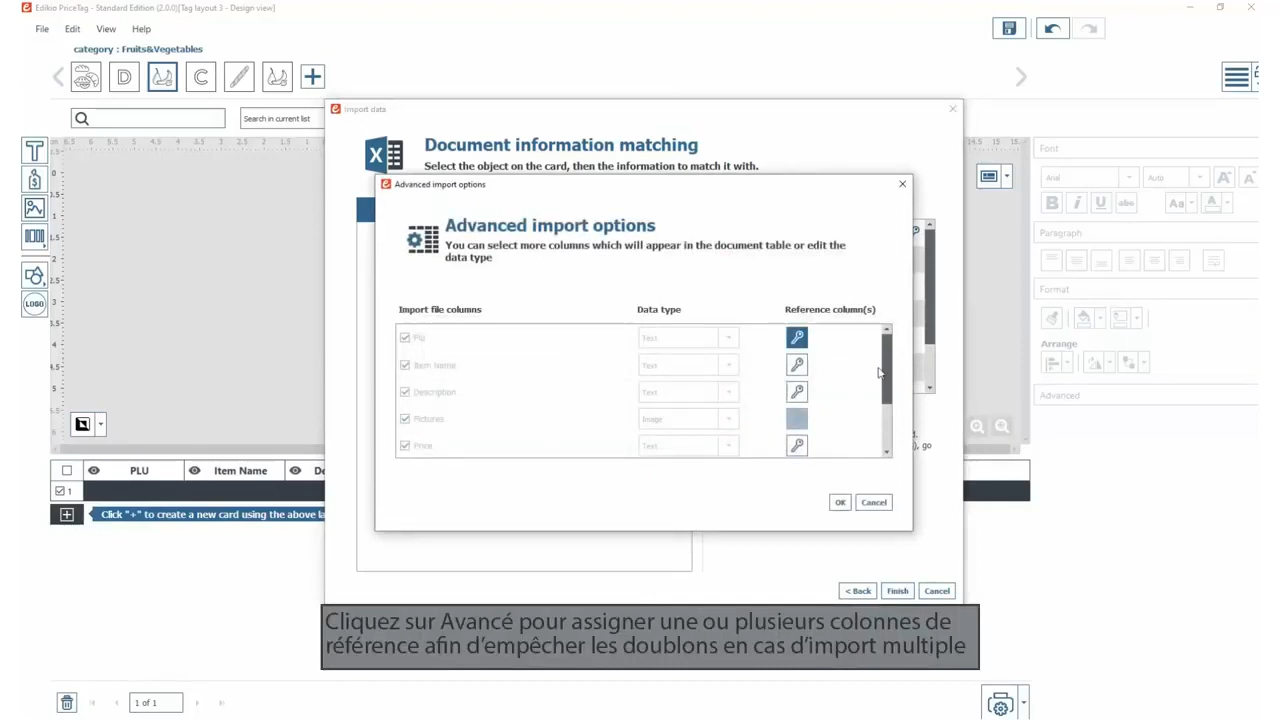 Edikio PriceTag - Standard Edition (2.0.0)[Tag layout 3 - Design view]
File Edit View Help
category : Fruits&Vegetables
D C
Search in current list
Import data
Document information matching
Select the object on the card, then the information to match it with.
Advanced import options
Advanced import options
You can select more columns which will appear in the document table or edit the
data type
Import file columns Data type Reference column(s)
Plu Text
Item Name Text
Description Text
Pictures Image
Price Text
OK Cancel
), go
< Back Finish Cancel
Font
Arial Auto
B i U abc Aa A
Paragraph
Format
Arrange
Advanced
LOGO
PLU Item Name
1
Click "+" to create a new card using the above la
Cliquez sur Avancé pour assigner une ou plusieurs colonnes de
référence afin d'empêcher les doublons en cas d'import multiple
1 of 1